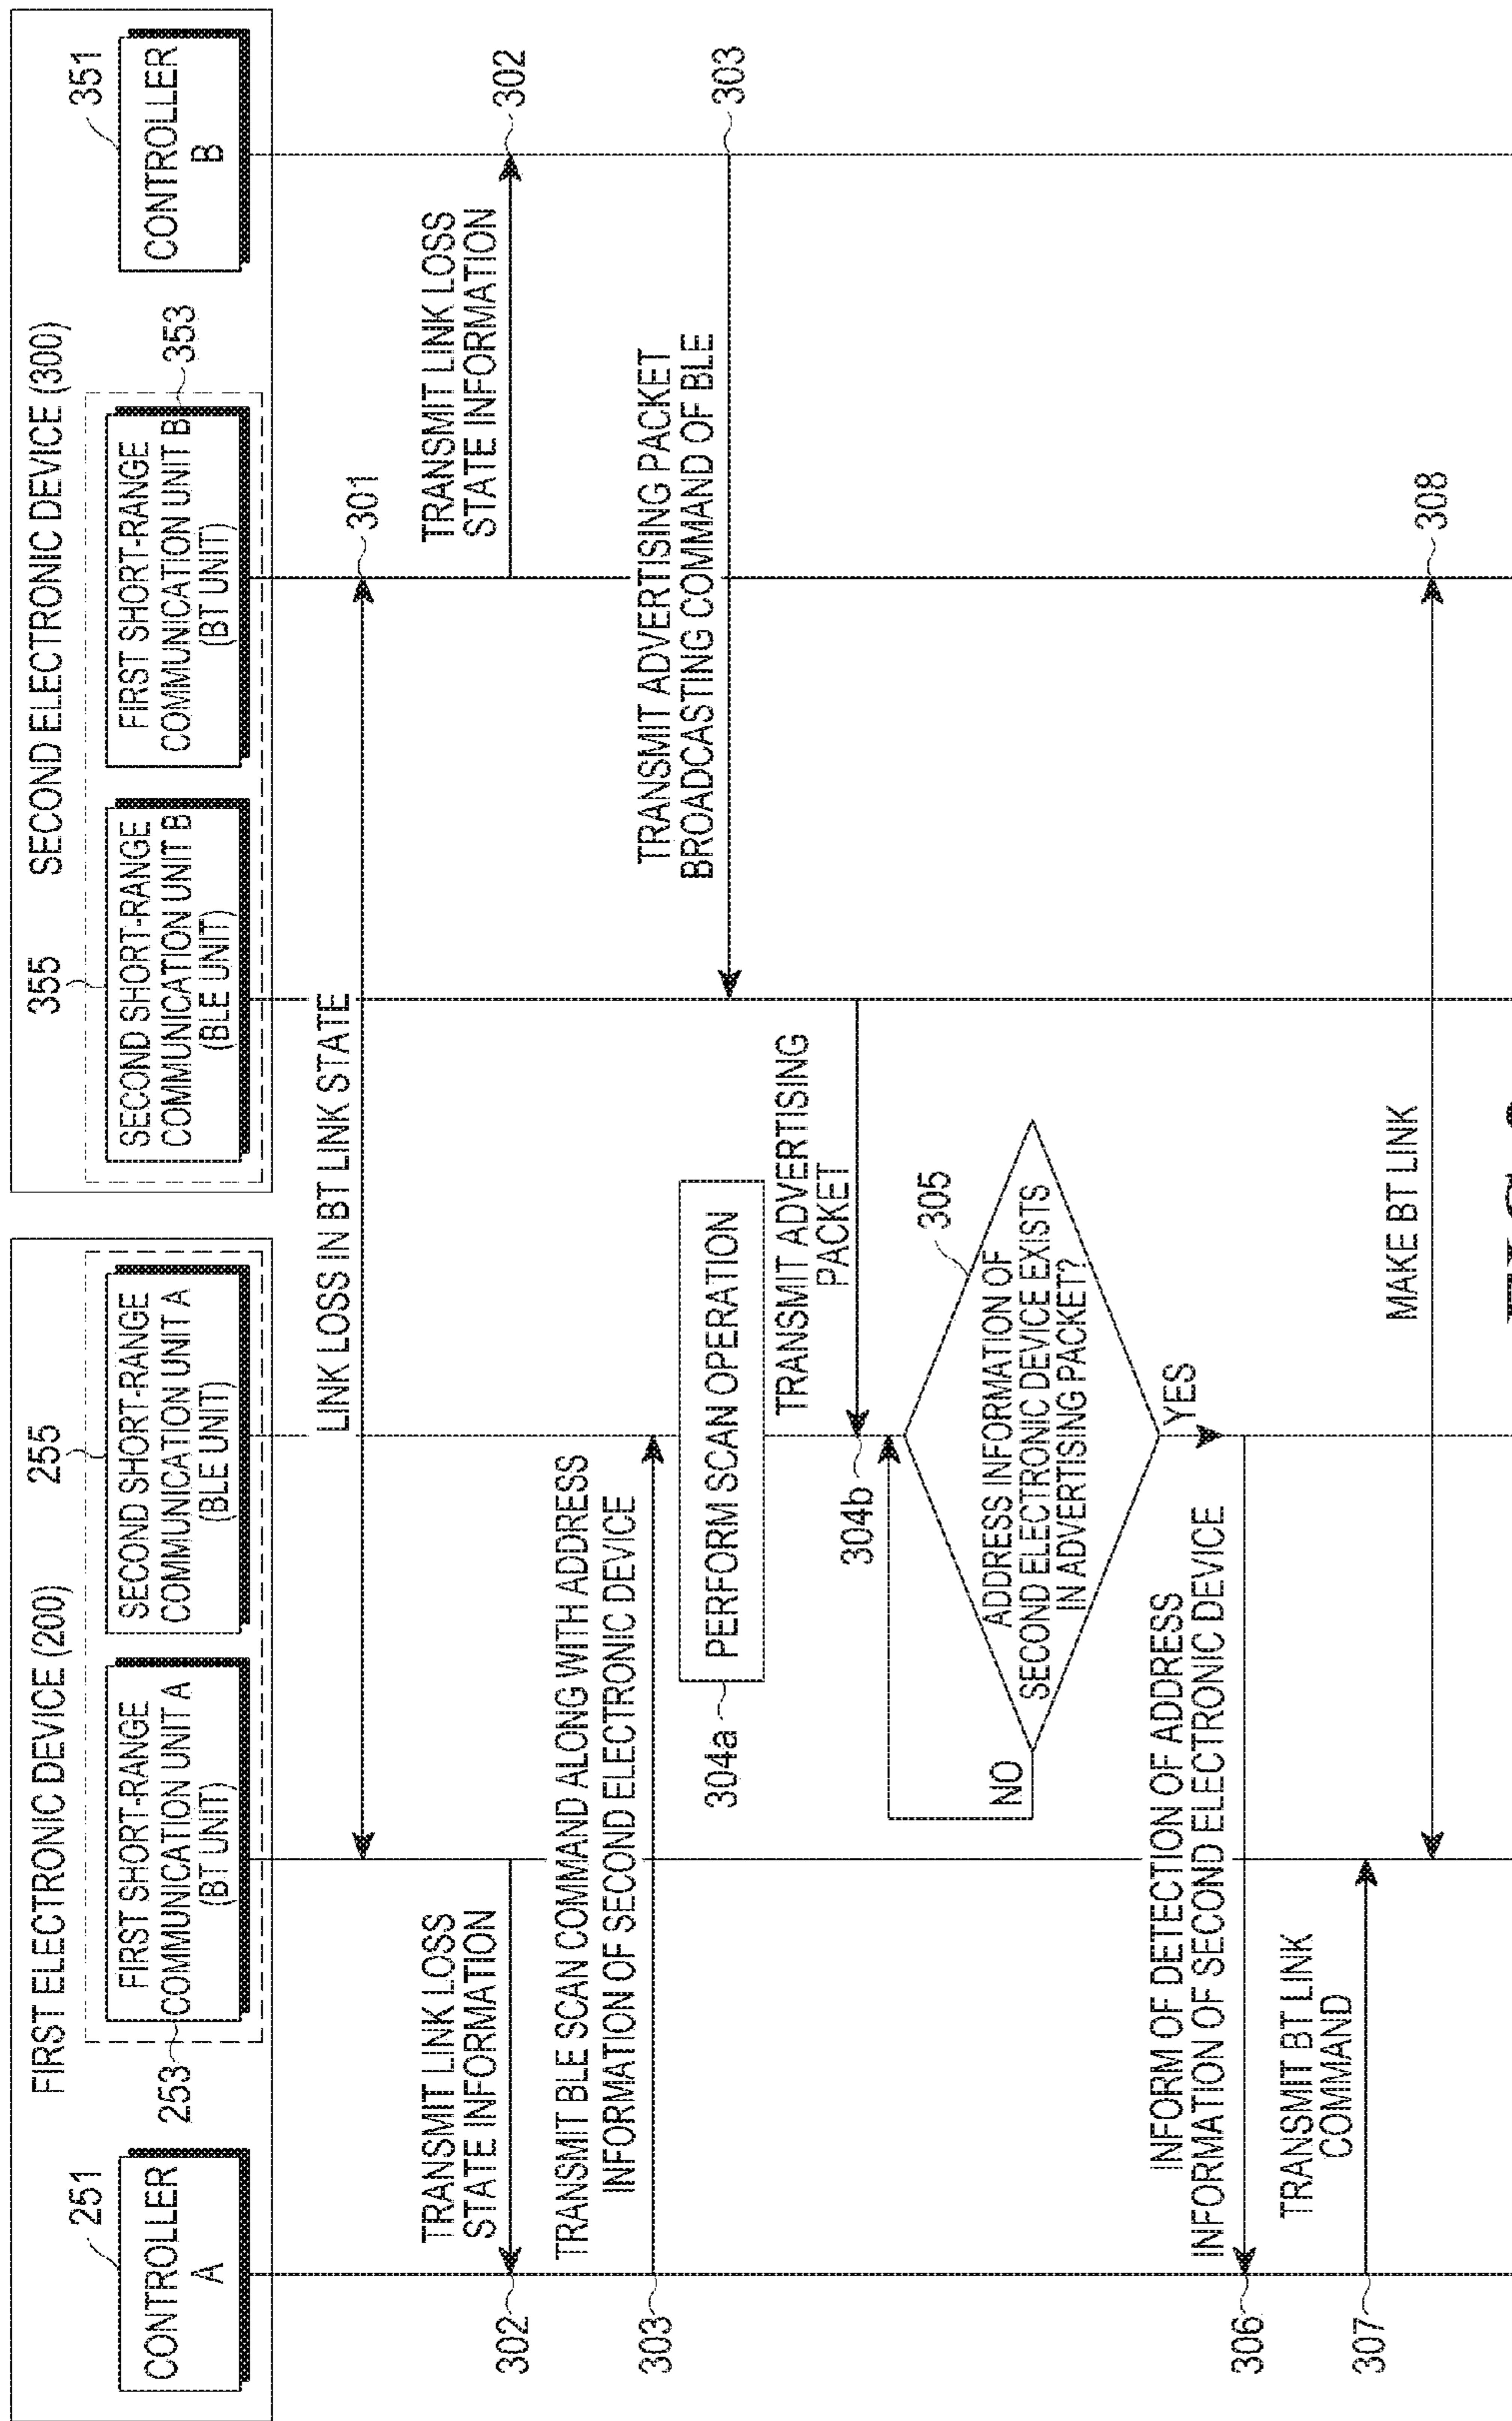 FIRST ELECTRONIC DEVICE (200)
SECOND ELECTRONIC DEVICE (300)
251
CONTROLLER
A
253
FIRST SHORT-RANGE
COMMUNICATION UNIT A
(BT UNIT)
255
SECOND SHORT-RANGE
COMMUNICATION UNIT A
(BLE UNIT)
355
SECOND SHORT-RANGE
COMMUNICATION UNIT B
(BLE UNIT)
353
FIRST SHORT-RANGE
COMMUNICATION UNIT B
(BT UNIT)
351
CONTROLLER
B
LINK LOSS IN BT LINK STATE
301
TRANSMIT LINK LOSS
STATE INFORMATION
302
TRANSMIT LINK LOSS
STATE INFORMATION
302
TRANSMIT BLE SCAN COMMAND ALONG WITH ADDRESS
INFORMATION OF SECOND ELECTRONIC DEVICE
303
TRANSMIT ADVERTISING PACKET
BROADCASTING COMMAND OF BLE
303
304a
PERFORM SCAN OPERATION
TRANSMIT ADVERTISING
PACKET
304b
305
ADDRESS INFORMATION OF
SECOND ELECTRONIC DEVICE EXISTS
IN ADVERTISING PACKET?
NO
YES
INFORM OF DETECTION OF ADDRESS
INFORMATION OF SECOND ELECTRONIC DEVICE
306
TRANSMIT BT LINK
COMMAND
307
MAKE BT LINK
308